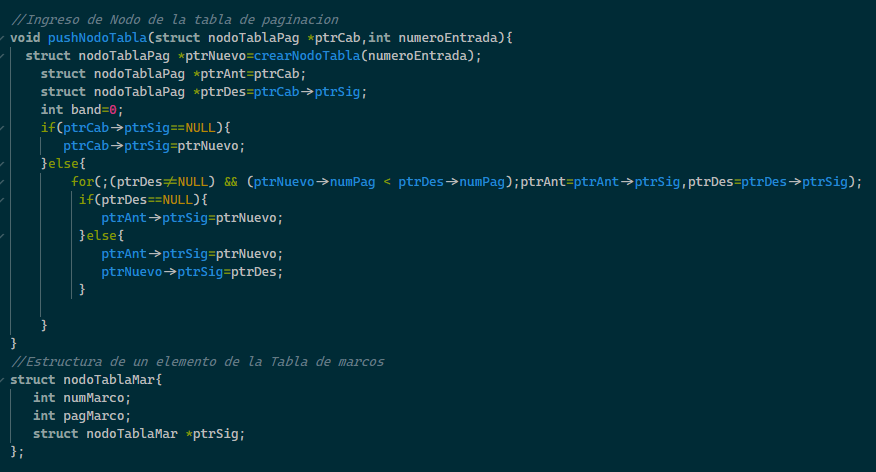 //Ingreso de Nodo de la tabla de paginacion
void pushNodoTabla(struct nodoTablaPag *ptrCab,int numeroEntrada){
  struct nodoTablaPag *ptrNuevo=crearNodoTabla(numeroEntrada);
    struct nodoTablaPag *ptrAnt=ptrCab;
    struct nodoTablaPag *ptrDes=ptrCab->ptrSig;
    int band=0;
    if(ptrCab->ptrSig==NULL){
       ptrCab->ptrSig=ptrNuevo;
    }else{
        for(;(ptrDes!=NULL) && (ptrNuevo->numPag < ptrDes->numPag);ptrAnt=ptrAnt->ptrSig,ptrDes=ptrDes->ptrSig);
         if(ptrDes==NULL){
            ptrAnt->ptrSig=ptrNuevo;
         }else{
            ptrAnt->ptrSig=ptrNuevo;
            ptrNuevo->ptrSig=ptrDes;
         }
    }
}
//Estructura de un elemento de la Tabla de marcos
struct nodoTablaMar{
   int numMarco;
   int pagMarco;
   struct nodoTablaMar *ptrSig;
};